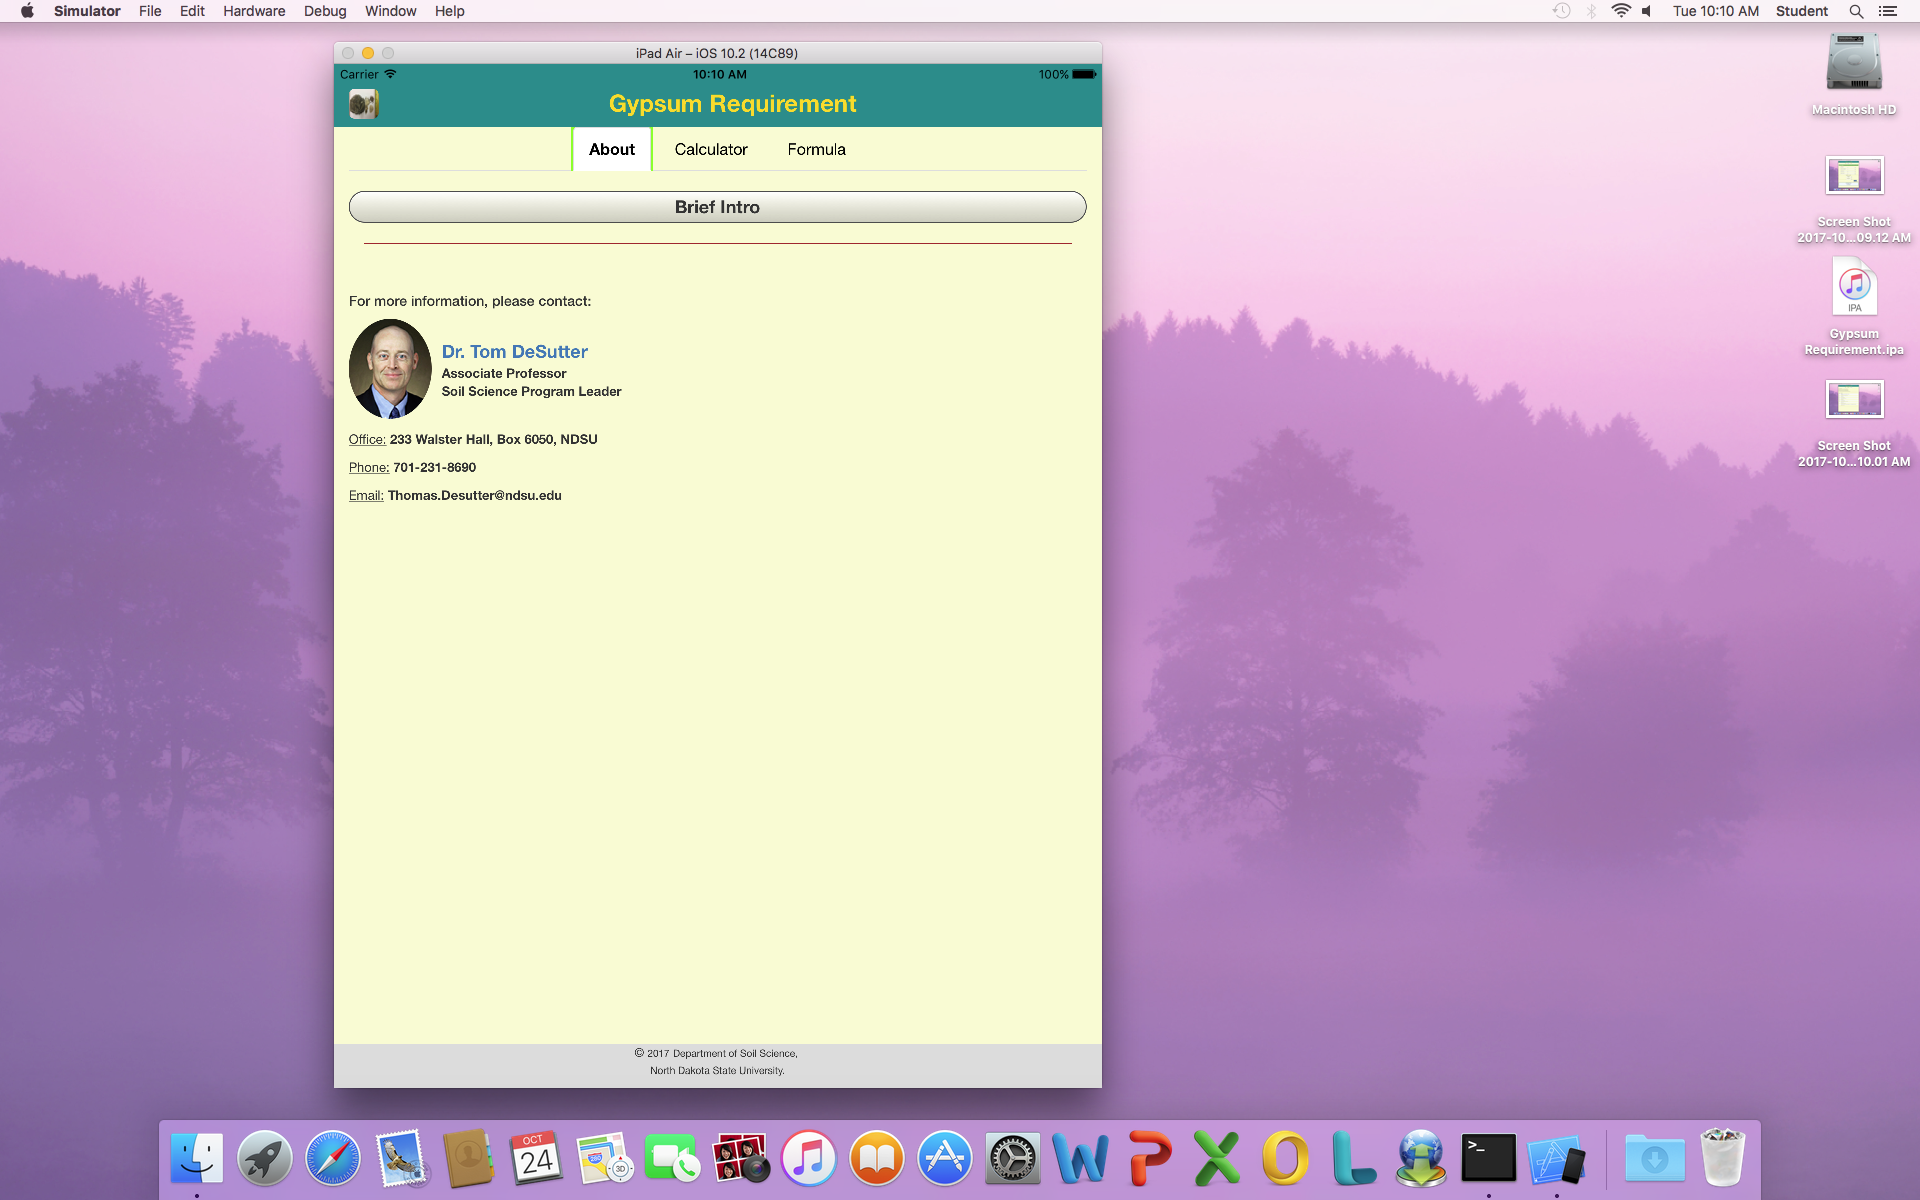 Simulator File Edit Hardware Debug Window Help
Tue 10:10 AM Student
iPad Air – iOS 10.2 (14C89)
Carrier 10:10 AM 100%
Gypsum Requirement
About Calculator Formula
Brief Intro
For more information, please contact:
Dr. Tom DeSutter
Associate Professor
Soil Science Program Leader
Office: 233 Walster Hall, Box 6050, NDSU
Phone: 701-231-8690
Email: Thomas.Desutter@ndsu.edu
© 2017 Department of Soil Science,
North Dakota State University.
Macintosh HD
Screen Shot
2017-10...09.12 AM
IPA
Gypsum
Requirement.ipa
Screen Shot
2017-10...10.01 AM
OCT
24
280
3D
W P X O L
>_